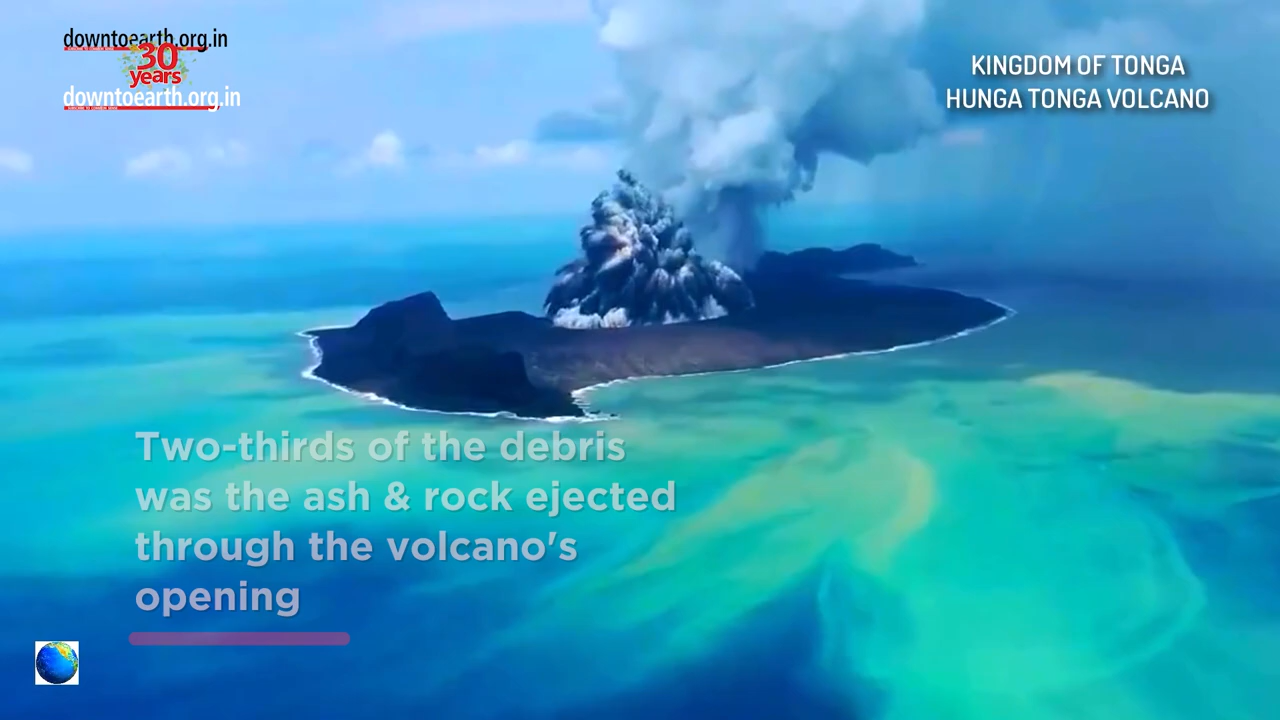 downtoearth.org.in
30
years
downtoearth.org.in
KINGDOM OF TONGA
HUNGA TONGA VOLCANO
Two-thirds of the debris
was the ash & rock ejected
through the volcano's
opening